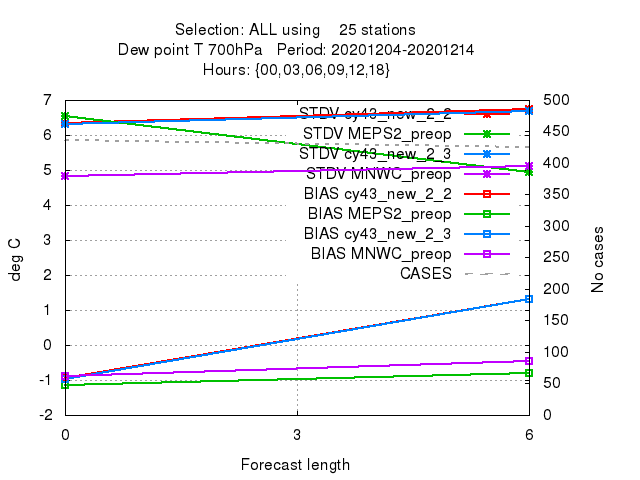 Selection: ALL using    25 stations
Dew point T 700hPa   Period: 20201204-20201214
Hours: {00,03,06,09,12,18}
7 500
STDV cy43_new_2_2
6 450
STDV MEPS2_preop
STDV cy43_new_2_3
5 400
STDV MNWC_preop
350
BIAS cy43_new_2_2
4
BIAS MEPS2_preop
300
BIAS cy43_new_2_3
3 250
BIAS MNWC_preop
2 200
CASES
deg C
No cases
1 150
0 100
-1 50
-2 0
0 3 6
Forecast length